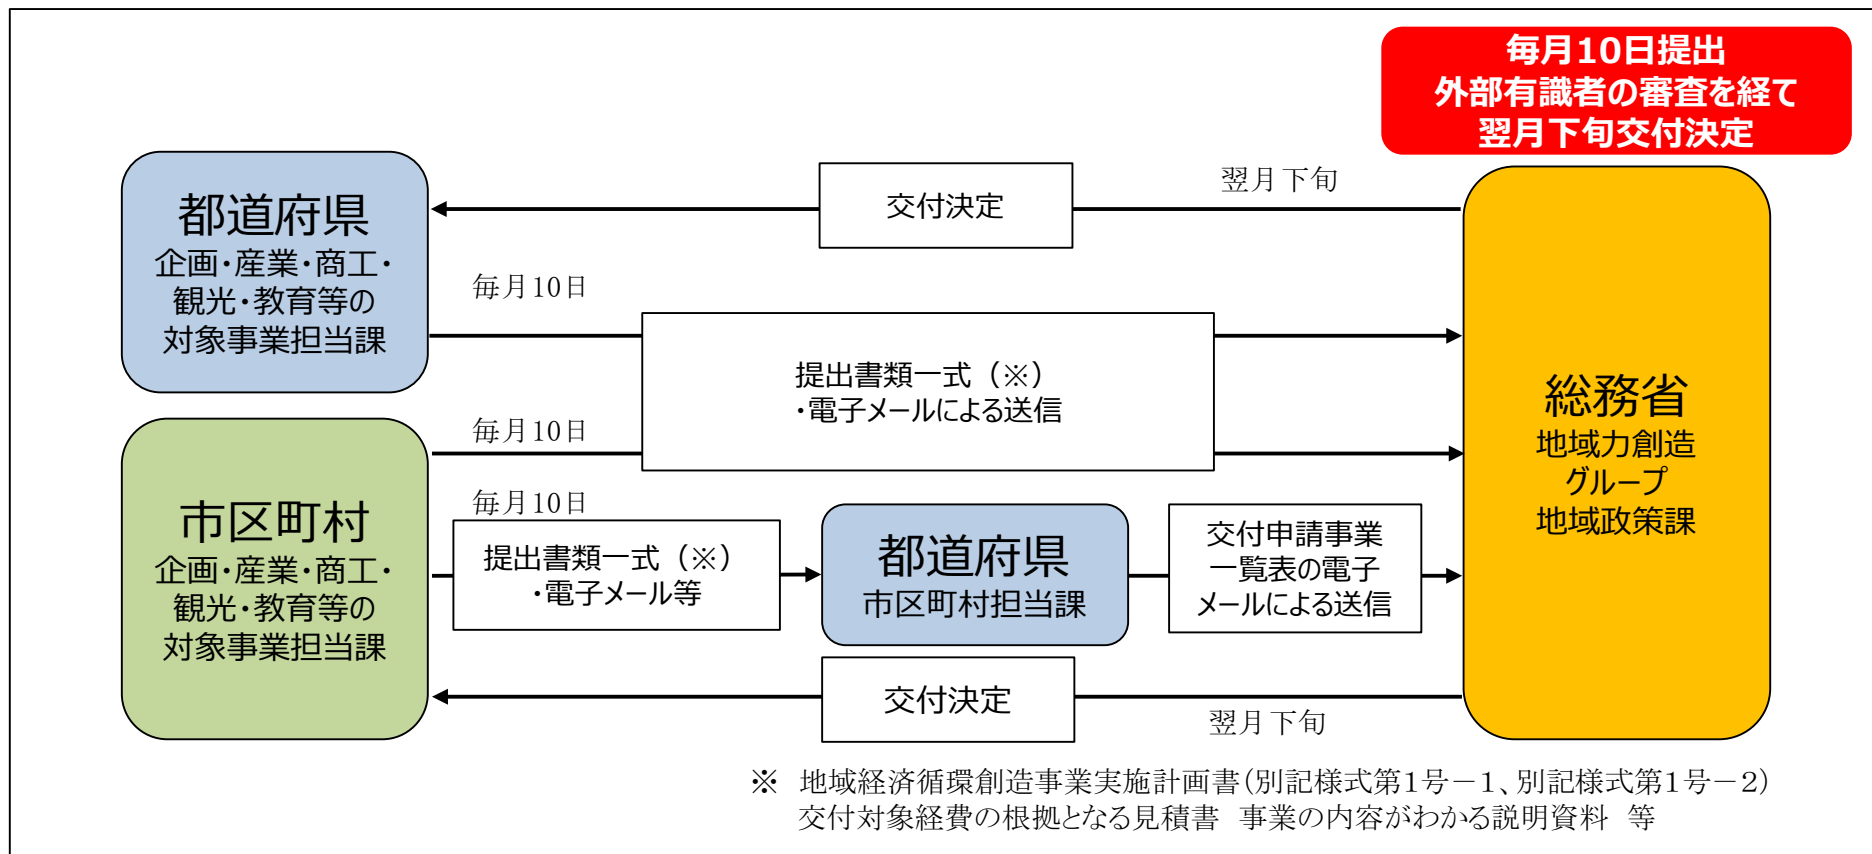 毎月10日提出
外部有識者の審査を経て
翌月下旬交付決定
都道府県
企画・産業・商工・
観光・教育等の
対象事業担当課
交付決定
翌月下旬
毎月10日
提出書類一式（※）
・電子メールによる送信
毎月10日
総務省
地域力創造
グループ
地域政策課
市区町村
企画・産業・商工・
観光・教育等の
対象事業担当課
毎月10日
提出書類一式（※）
・電子メール等
都道府県
市区町村担当課
交付申請事業
一覧表の電子
メールによる送信
交付決定
翌月下旬
※　地域経済循環創造事業実施計画書（別記様式第１号－１、別記様式第１号－２）
交付対象経費の根拠となる見積書　事業の内容がわかる説明資料　等